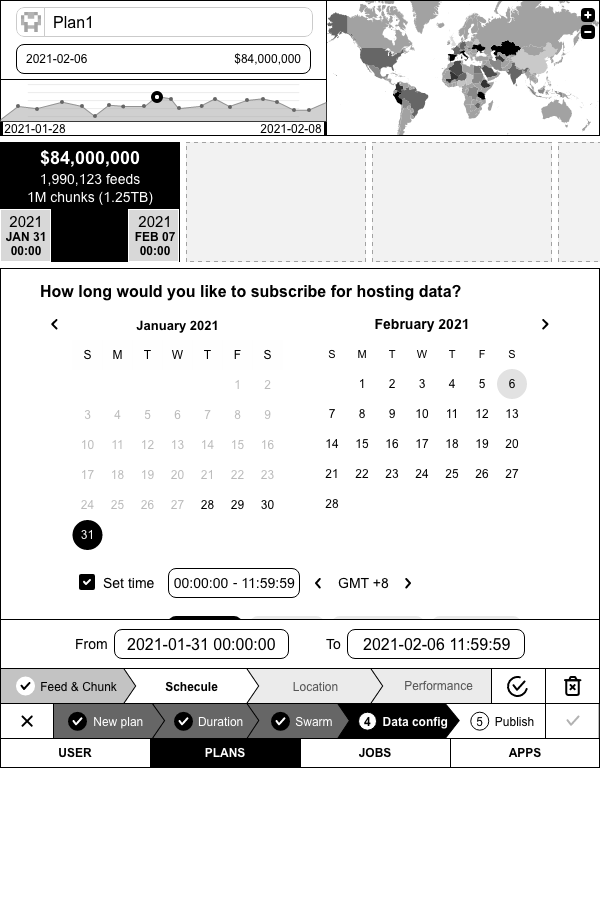 Plan1
2021-02-06 $84,000,000
2021-01-28 2021-02-08
$84,000,000
1,990,123 feeds
1M chunks (1.25TB)
2021 2021
JAN 31 FEB 07
00:00 00:00
How long would you like to subscribe for hosting data?
January 2021
S M T W T F S
1 2
3 4 5 6 7 8 9
10 11 12 13 14 15 16
17 18 19 20 21 22 23
24 25 26 27 28 29 30
31
February 2021
S M T W T F S
1 2 3 4 5 6
7 8 9 10 11 12 13
14 15 16 17 18 19 20
21 22 23 24 25 26 27
28
Set time 00:00:00 - 11:59:59 GMT +8
From 2021-01-31 00:00:00 To 2021-02-06 11:59:59
Feed & Chunk Schecule Location Performance
New plan Duration Swarm 4 Data config 5 Publish
USER PLANS JOBS APPS